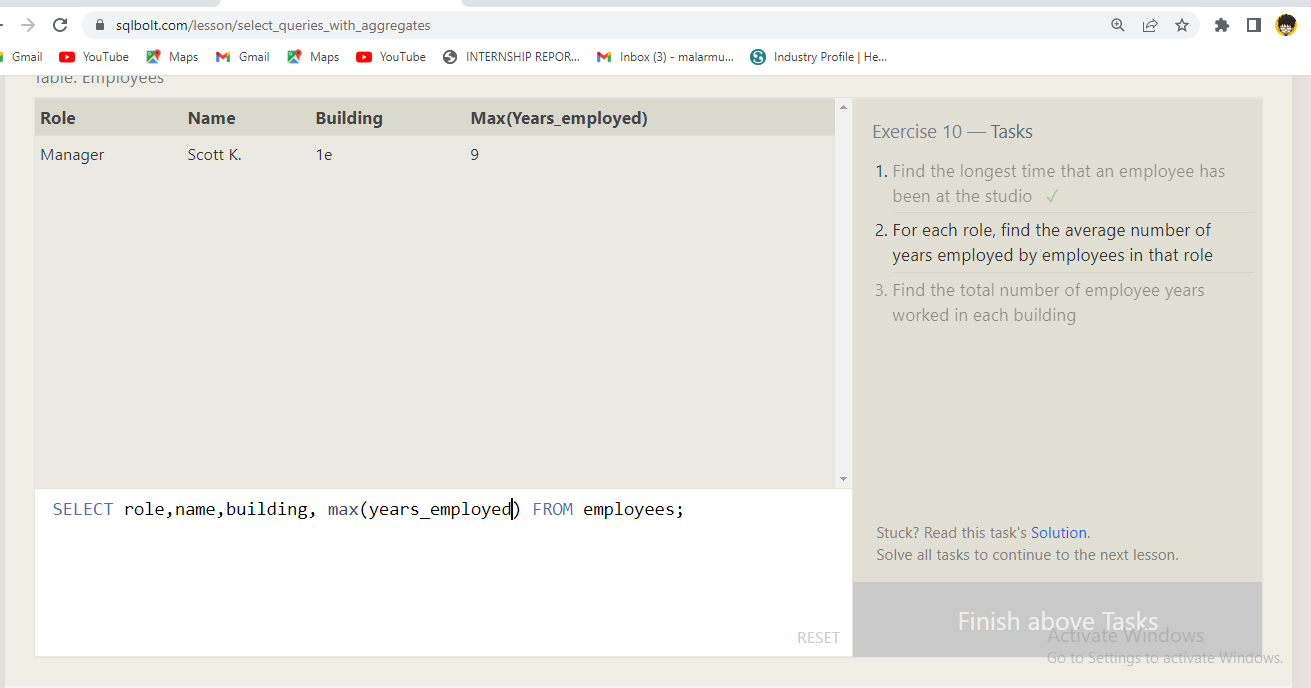 sqlbolt.com/lesson/select_queries_with_aggregates
Gmail YouTube Maps Gmail Maps YouTube INTERNSHIP REPOR... Inbox (3) - malarmu... Industry Profile | He...
Table: Employees
Role Name Building Max(Years_employed)
Manager Scott K. 1e 9
SELECT role,name,building, max(years_employed) FROM employees;
RESET
Exercise 10 — Tasks
1. Find the longest time that an employee has
been at the studio ✓
2. For each role, find the average number of
years employed by employees in that role
3. Find the total number of employee years
worked in each building
Stuck? Read this task's Solution.
Solve all tasks to continue to the next lesson.
Finish above Tasks
Activate Windows
Go to Settings to activate Windows.